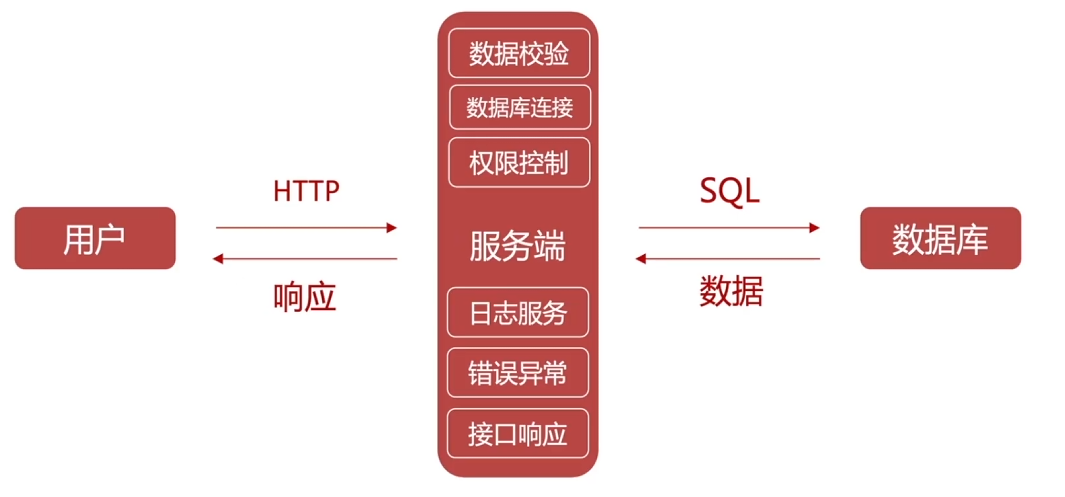 数据校验
数据库连接
权限控制
HTTP
SQL
用户
服务端
数据库
响应
数据
日志服务
错误异常
接口响应